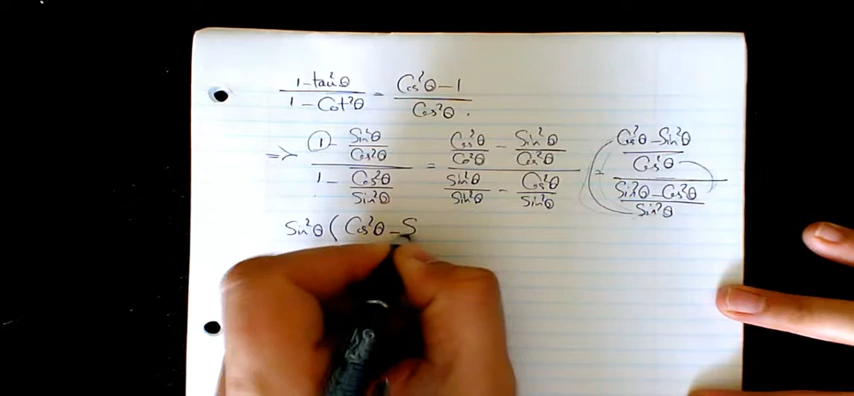 1-tan²θ / 1-Cot²θ = Cos²θ-1 / Cos²θ.
=> (1 - Sin²θ/Cos²θ) / (1 - Cos²θ/Sin²θ) = (Cos²θ/Cos²θ - Sin²θ/Cos²θ) / (Sin²θ/Sin²θ - Cos²θ/Sin²θ) = ((Cos²θ-Sin²θ)/Cos²θ) / ((Sin²θ-Cos²θ)/Sin²θ)
Sin²θ ( Cos²θ - S